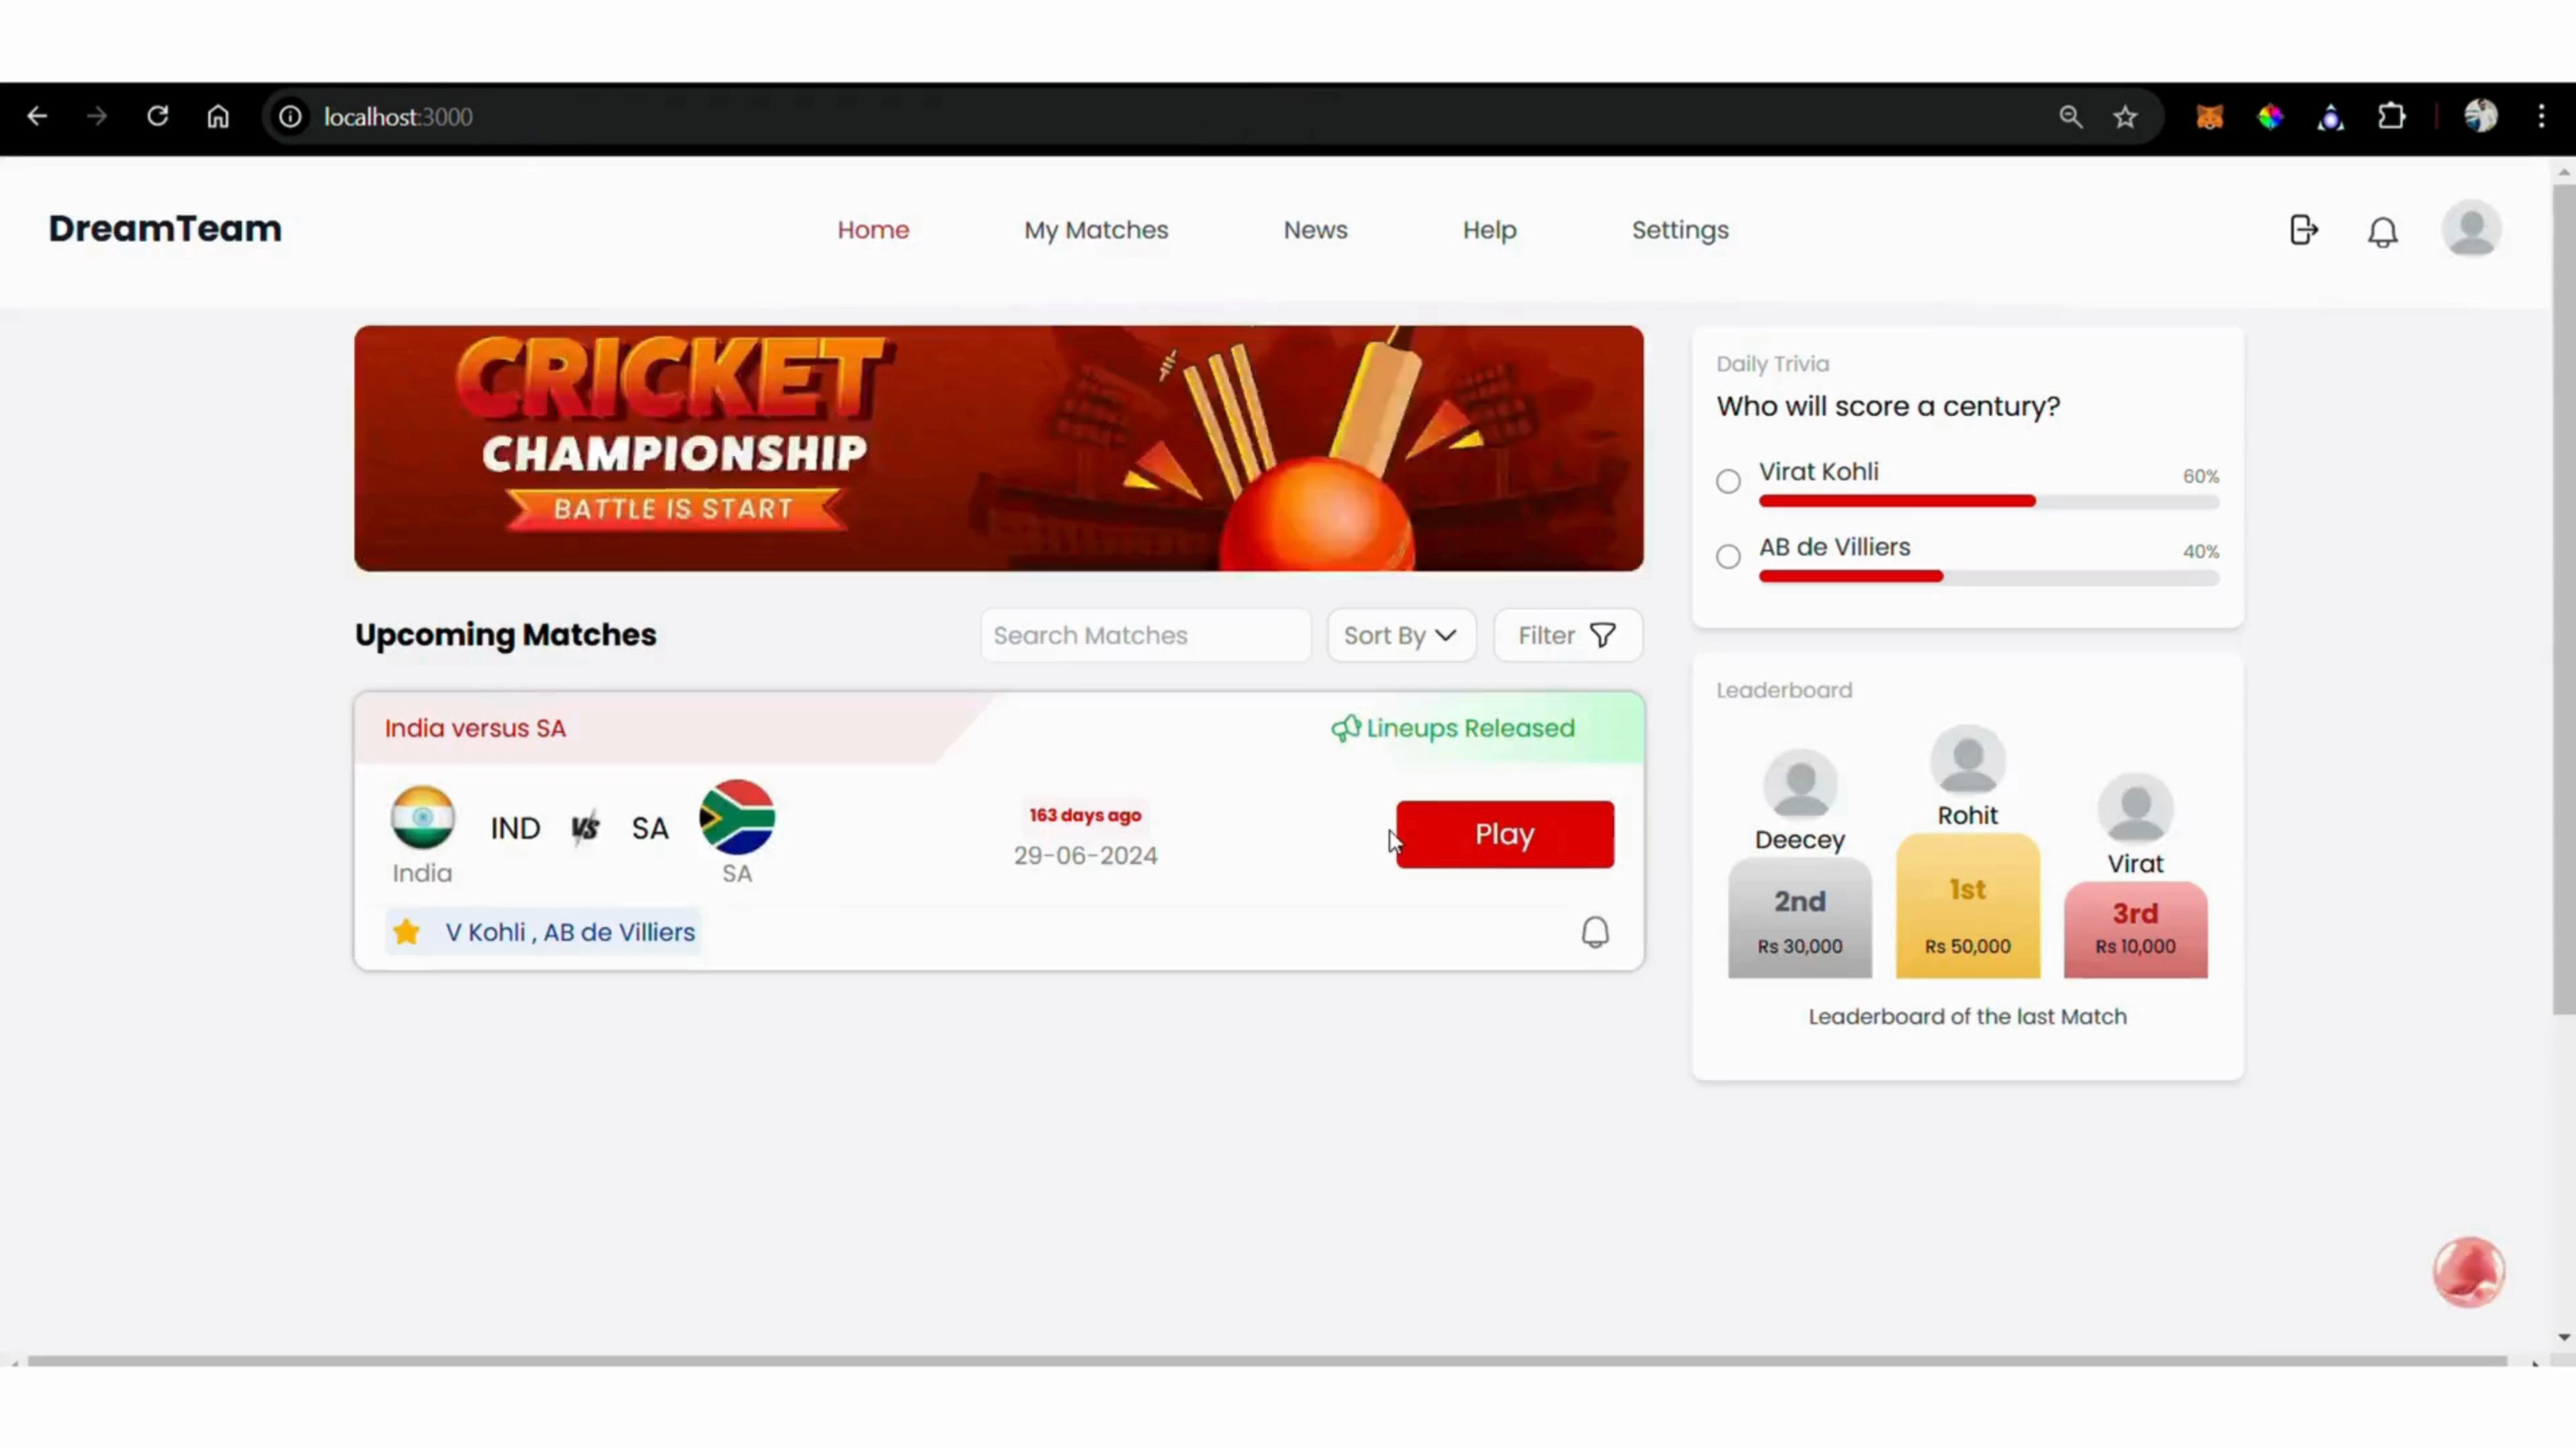 localhost:3000
DreamTeam
Home
My Matches
News
Help
Settings
CRICKET
CHAMPIONSHIP
BATTLE IS START
Daily Trivia
Who will score a century?
Virat Kohli
60%
AB de Villiers
40%
Upcoming Matches
Search Matches
Sort By
Filter
India versus SA
Lineups Released
IND VS SA
India
SA
163 days ago
29-06-2024
Play
V Kohli , AB de Villiers
Leaderboard
Rohit
Deecey
Virat
1st
2nd
3rd
Rs 30,000
Rs 50,000
Rs 10,000
Leaderboard of the last Match